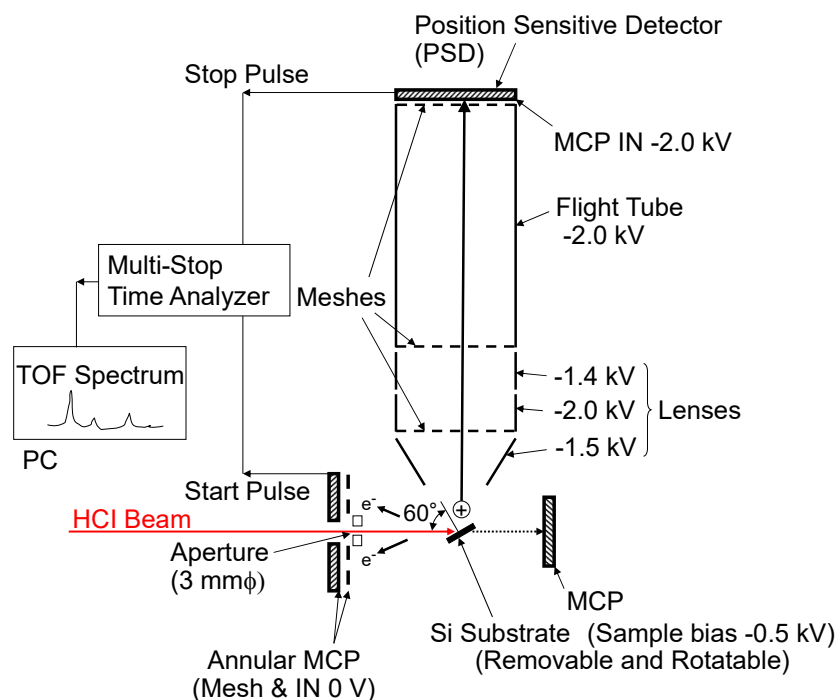 Position Sensitive Detector
(PSD)
Stop Pulse
MCP IN -2.0 kV
Flight Tube
-2.0 kV
Multi-Stop
Time Analyzer
Meshes
TOF Spectrum
PC
-1.4 kV
-2.0 kV
Lenses
-1.5 kV
Start Pulse
e-
60°
+
HCI Beam
Aperture
(3 mmϕ)
e-
MCP
Si Substrate (Sample bias -0.5 kV)
(Removable and Rotatable)
Annular MCP
(Mesh & IN 0 V)